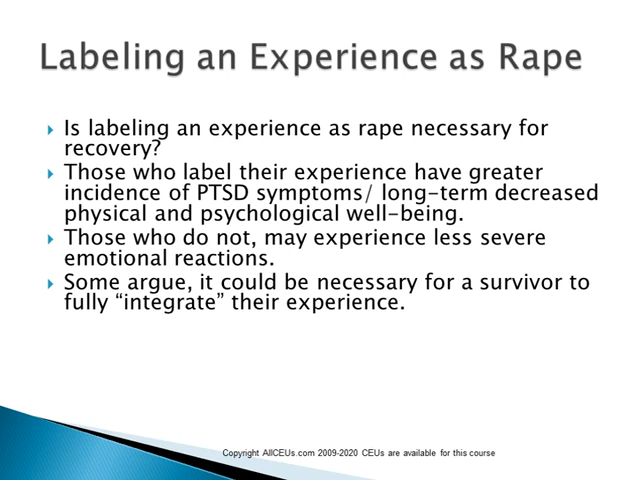 Labeling an Experience as Rape
Is labeling an experience as rape necessary for
recovery?
Those who label their experience have greater
incidence of PTSD symptoms/ long-term decreased
physical and psychological well-being.
Those who do not, may experience less severe
emotional reactions.
Some argue, it could be necessary for a survivor to
fully “integrate” their experience.
Copyright AllCEUs.com 2009-2020 CEUs are available for this course